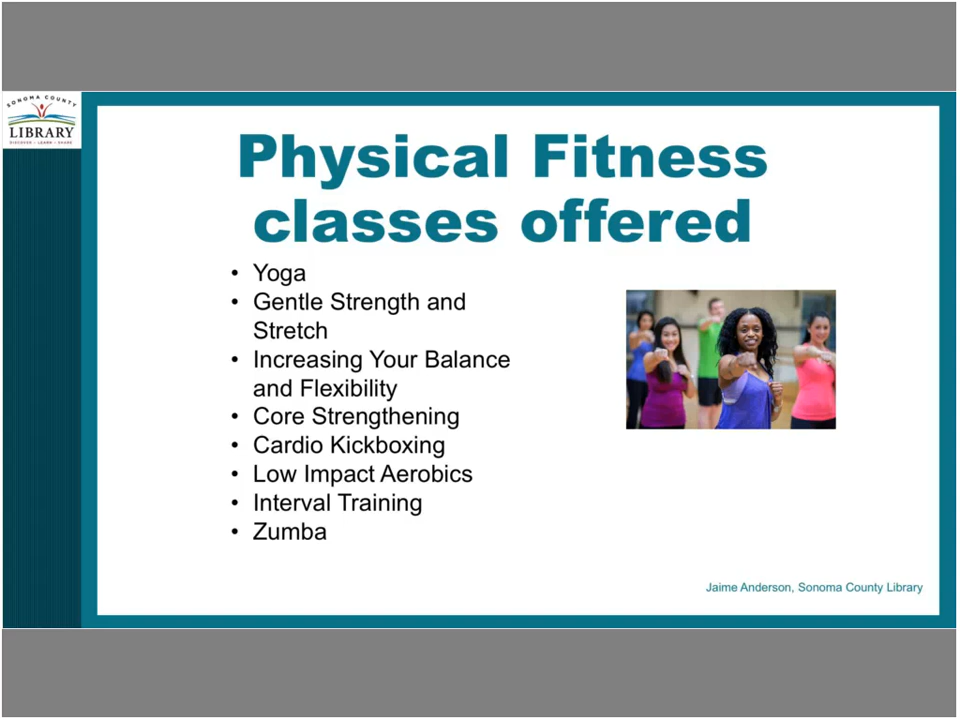 SONOMA COUNTY
LIBRARY
DISCOVER – LEARN – SHARE
Physical Fitness
classes offered
• Yoga
• Gentle Strength and
Stretch
• Increasing Your Balance
and Flexibility
• Core Strengthening
• Cardio Kickboxing
• Low Impact Aerobics
• Interval Training
• Zumba
Jaime Anderson, Sonoma County Library